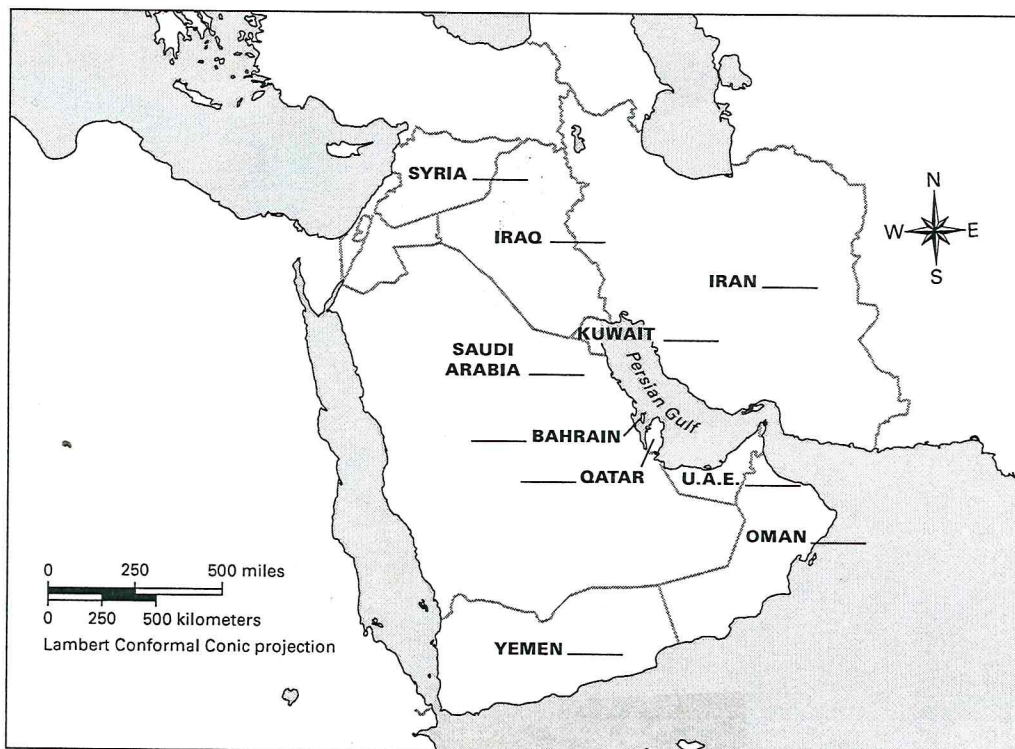 N
W E
S
SYRIA
IRAQ
IRAN
KUWAIT
SAUDI
ARABIA
Persian Gulf
BAHRAIN
QATAR
U.A.E.
OMAN
YEMEN
0 250 500 miles
0 250 500 kilometers
Lambert Conformal Conic projection